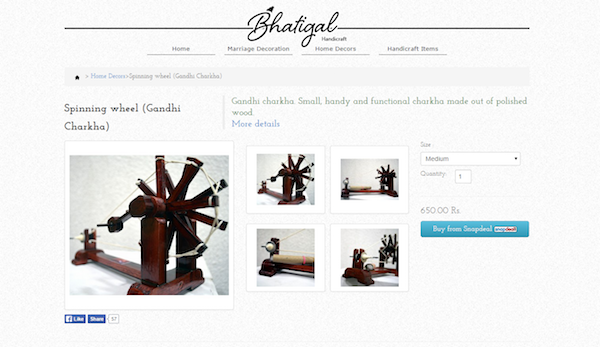 Bhatigal
Handicraft
Home
Marriage Decoration
Home Decors
Handicraft Items
> Home Decors>Spinning wheel (Gandhi Charkha)
Spinning wheel (Gandhi
Charkha)
Gandhi charkha. Small, handy and functional charkha made out of polished
wood.
More details
Size :
Medium
Quantity:
1
650.00 Rs.
Buy from Snapdeal snapdeal
Like
Share
57